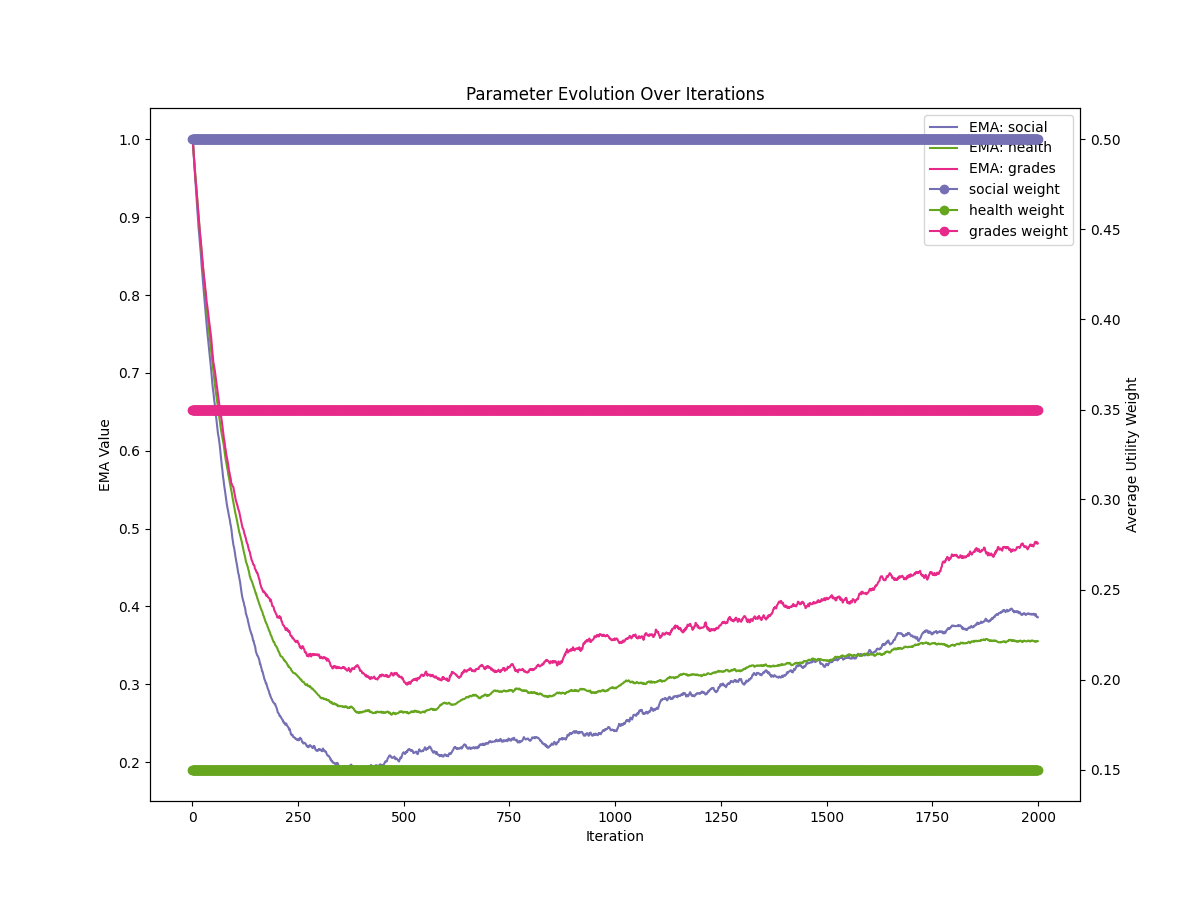 Parameter Evolution Over Iterations
EMA: social
EMA: health
EMA: grades
social weight
health weight
grades weight
1.0
0.9
0.8
0.7
0.6
0.5
0.4
0.3
0.2
EMA Value
0.50
0.45
0.40
0.35
0.30
0.25
0.20
0.15
Average Utility Weight
0 250 500 750 1000 1250 1500 1750 2000
Iteration